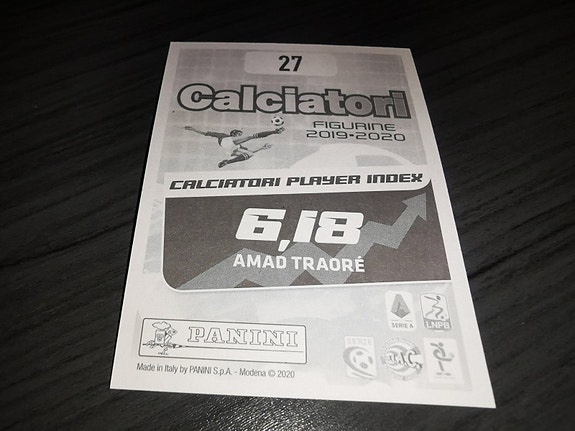 27
Calciatori
FIGURINE
2019•2020
CALCIATORI PLAYER INDEX
6,18
AMAD TRAORÉ
SERIE A
LNPB
PANINI
SERIE
A.I.C.
Made in Italy by PANINI S.p.A. - Modena © 2020